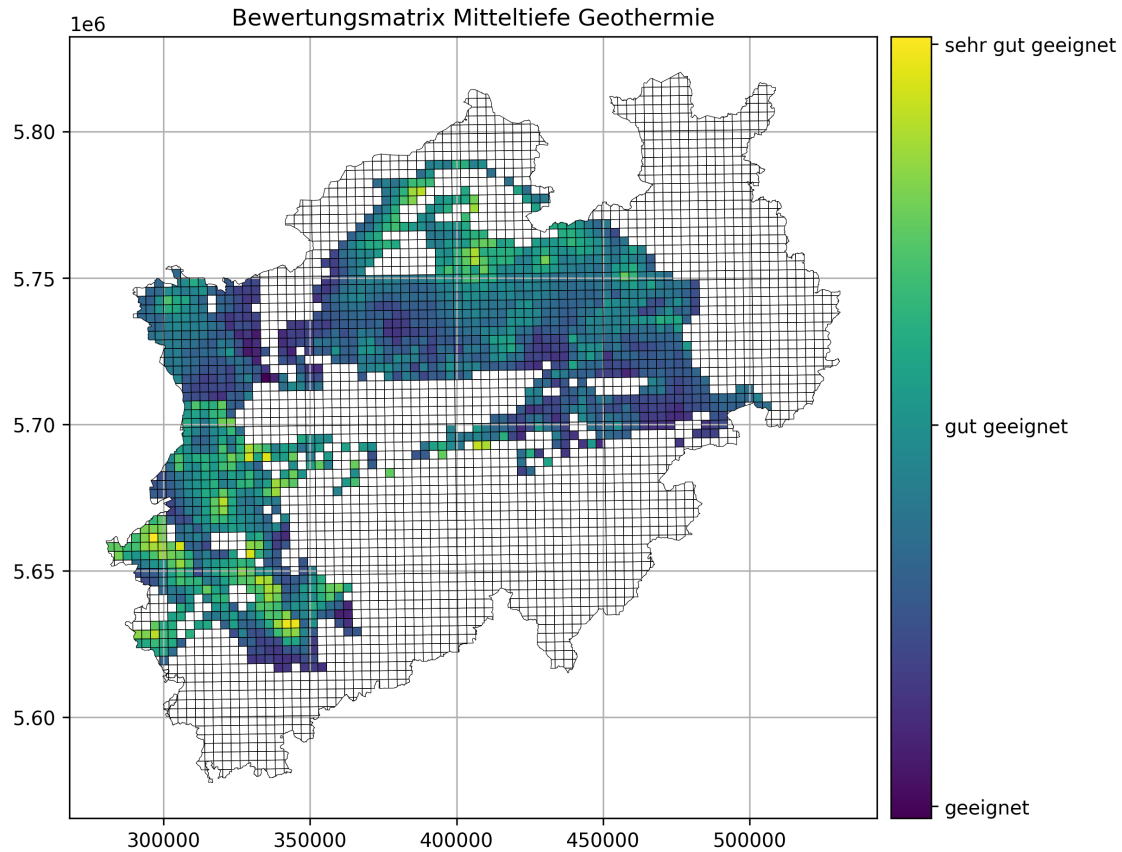 Bewertungsmatrix Mitteltiefe Geothermie
1e6
sehr gut geeignet
5.80
5.75
gut geeignet
5.70
5.65
5.60
geeignet
300000 350000 400000 450000 500000